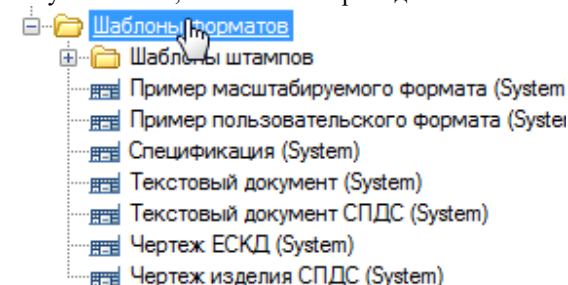 Шаблоны форматов
Шаблоны штампов
Пример масштабируемого формата (System
Пример пользовательского формата (System
Спецификация (System)
Текстовый документ (System)
Текстовый документ СПДС (System)
Чертеж ЕСКД (System)
Чертеж изделия СПДС (System)